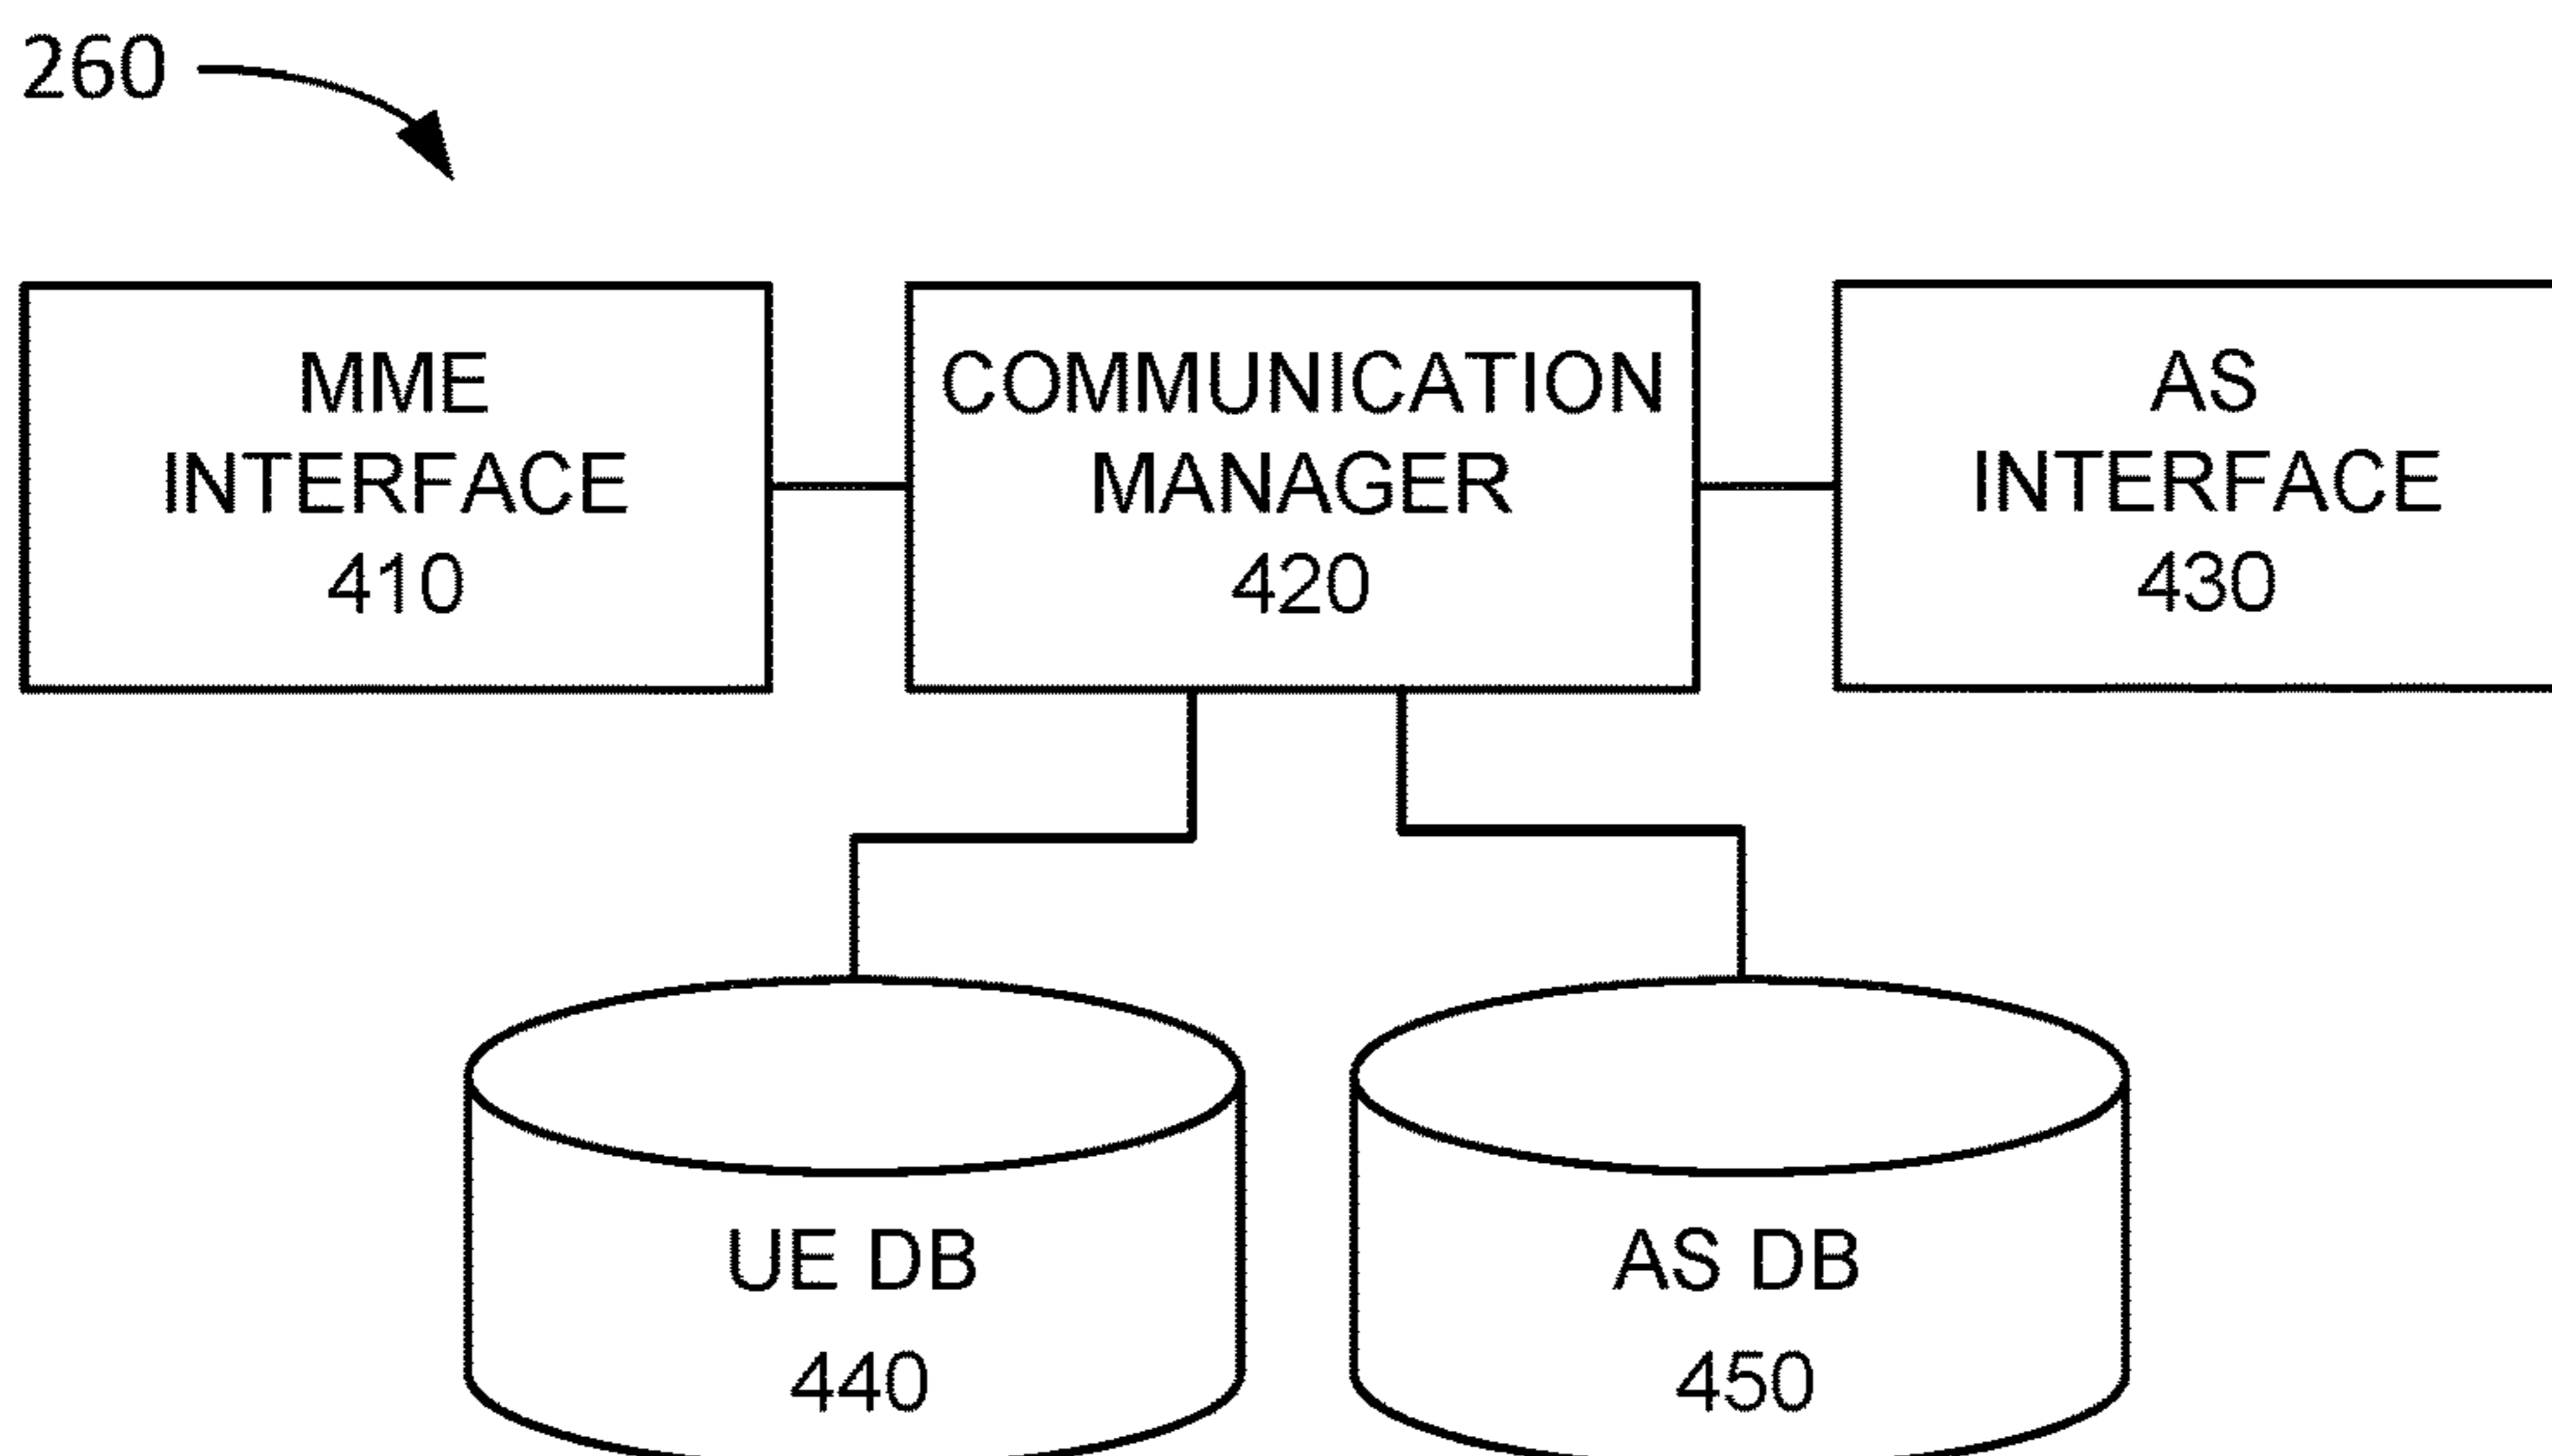 260
MME
INTERFACE
410
COMMUNICATION
MANAGER
420
AS
INTERFACE
430
UE DB
440
AS DB
450